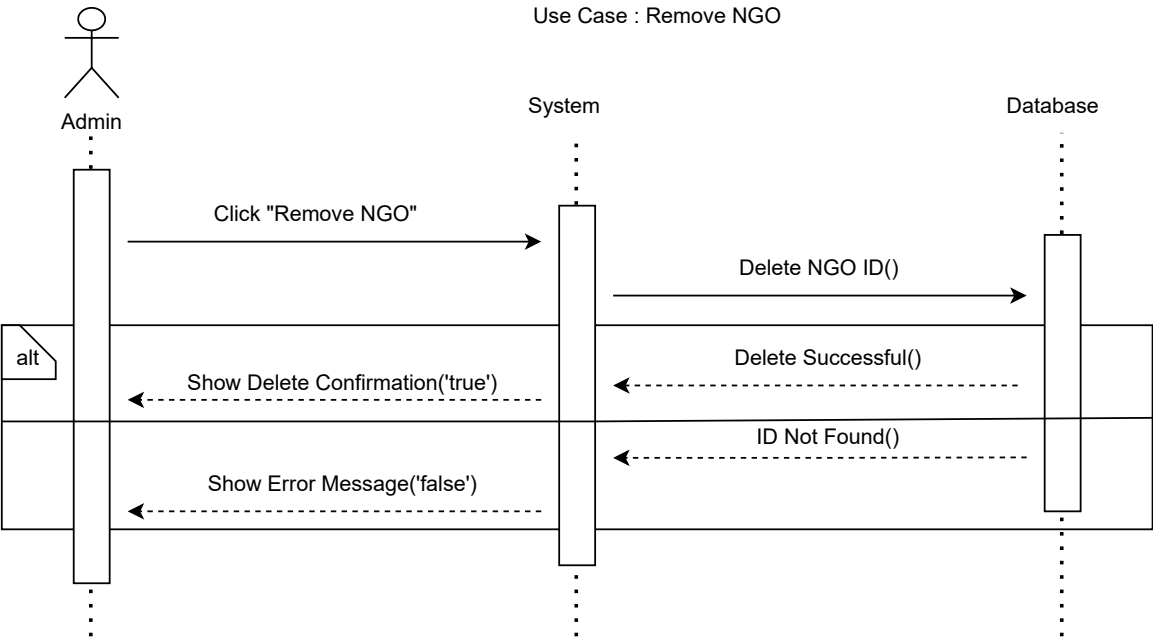 Use Case : Remove NGO
System
Database
Admin
Click "Remove NGO"
Delete NGO ID()
alt
Delete Successful()
Show Delete Confirmation('true')
ID Not Found()
Show Error Message('false')